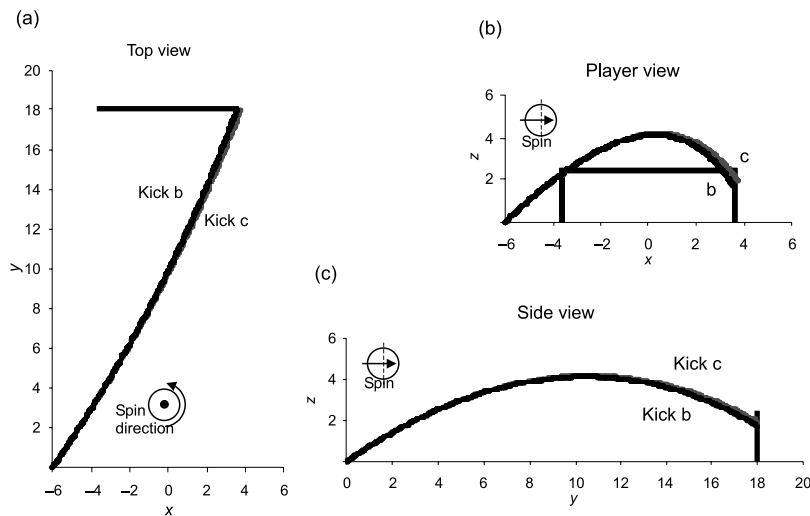 (a)
Top view
20
18
16
14
12
10
8
6
4
2
y
Kick b
Kick c
Spin
direction
–6 –4 –2 0 2 4 6
x
(b)
Player view
6
4
2
z
Spin
c
b
–6 –4 –2 0 2 4 6
x
(c)
Side view
6
4
2
z
Spin
Kick c
Kick b
0 2 4 6 8 10 12 14 16 18 20
y